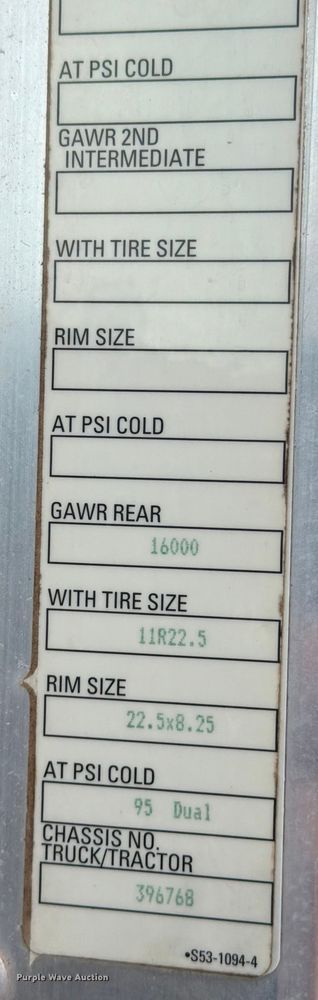 AT PSI COLD
GAWR 2ND
INTERMEDIATE
WITH TIRE SIZE
RIM SIZE
AT PSI COLD
GAWR REAR
16000
WITH TIRE SIZE
11R22.5
RIM SIZE
22.5x8.25
AT PSI COLD
95 Dual
CHASSIS NO.
TRUCK/TRACTOR
396768
•S53-1094-4
Purple Wave Auction